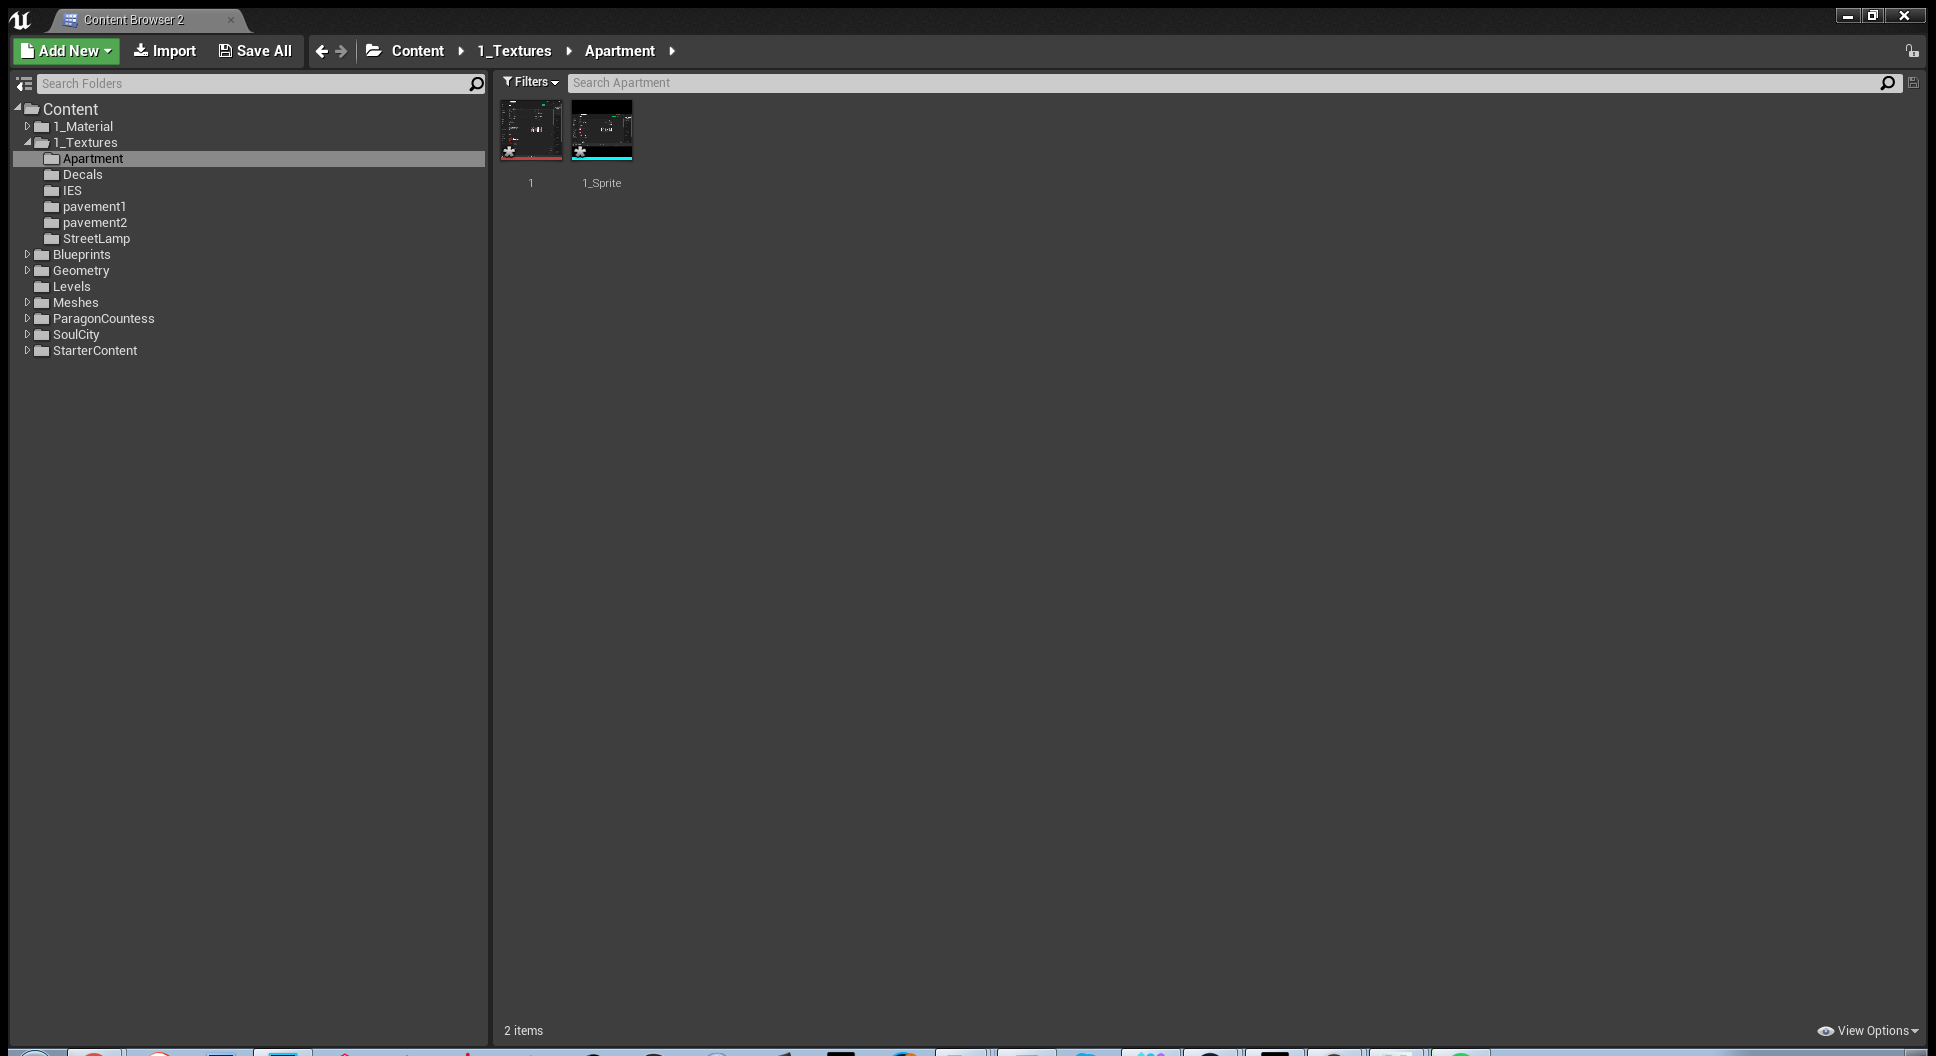 Content Browser 2
Add New Import Save All Content 1_Textures Apartment
Search Folders
Filters Search Apartment
Content
1_Material
1_Textures
Apartment
Decals
IES
pavement1
pavement2
StreetLamp
Blueprints
Geometry
Levels
Meshes
ParagonCountess
SoulCity
StarterContent
1 1_Sprite
2 items View Options